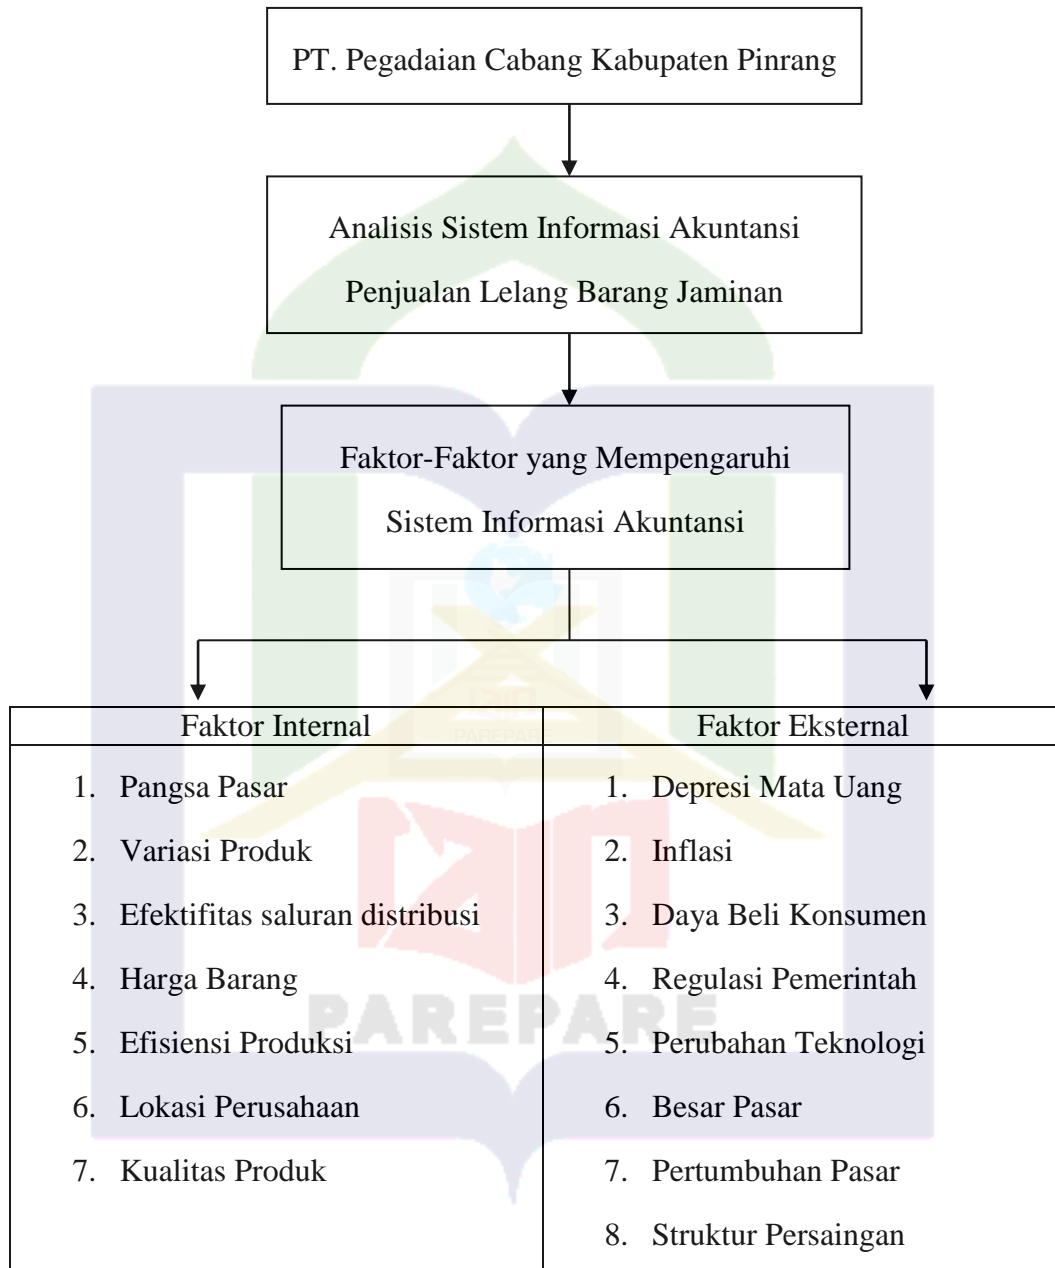 PT. Pegadaian Cabang Kabupaten Pinrang
Analisis Sistem Informasi Akuntansi
Penjualan Lelang Barang Jaminan
Faktor-Faktor yang Mempengaruhi
Sistem Informasi Akuntansi
Faktor Internal
1. Pangsa Pasar
2. Variasi Produk
3. Efektifitas saluran distribusi
4. Harga Barang
5. Efisiensi Produksi
6. Lokasi Perusahaan
7. Kualitas Produk
Faktor Eksternal
1. Depresi Mata Uang
2. Inflasi
3. Daya Beli Konsumen
4. Regulasi Pemerintah
5. Perubahan Teknologi
6. Besar Pasar
7. Pertumbuhan Pasar
8. Struktur Persaingan
PAREPARE
PAREPARE